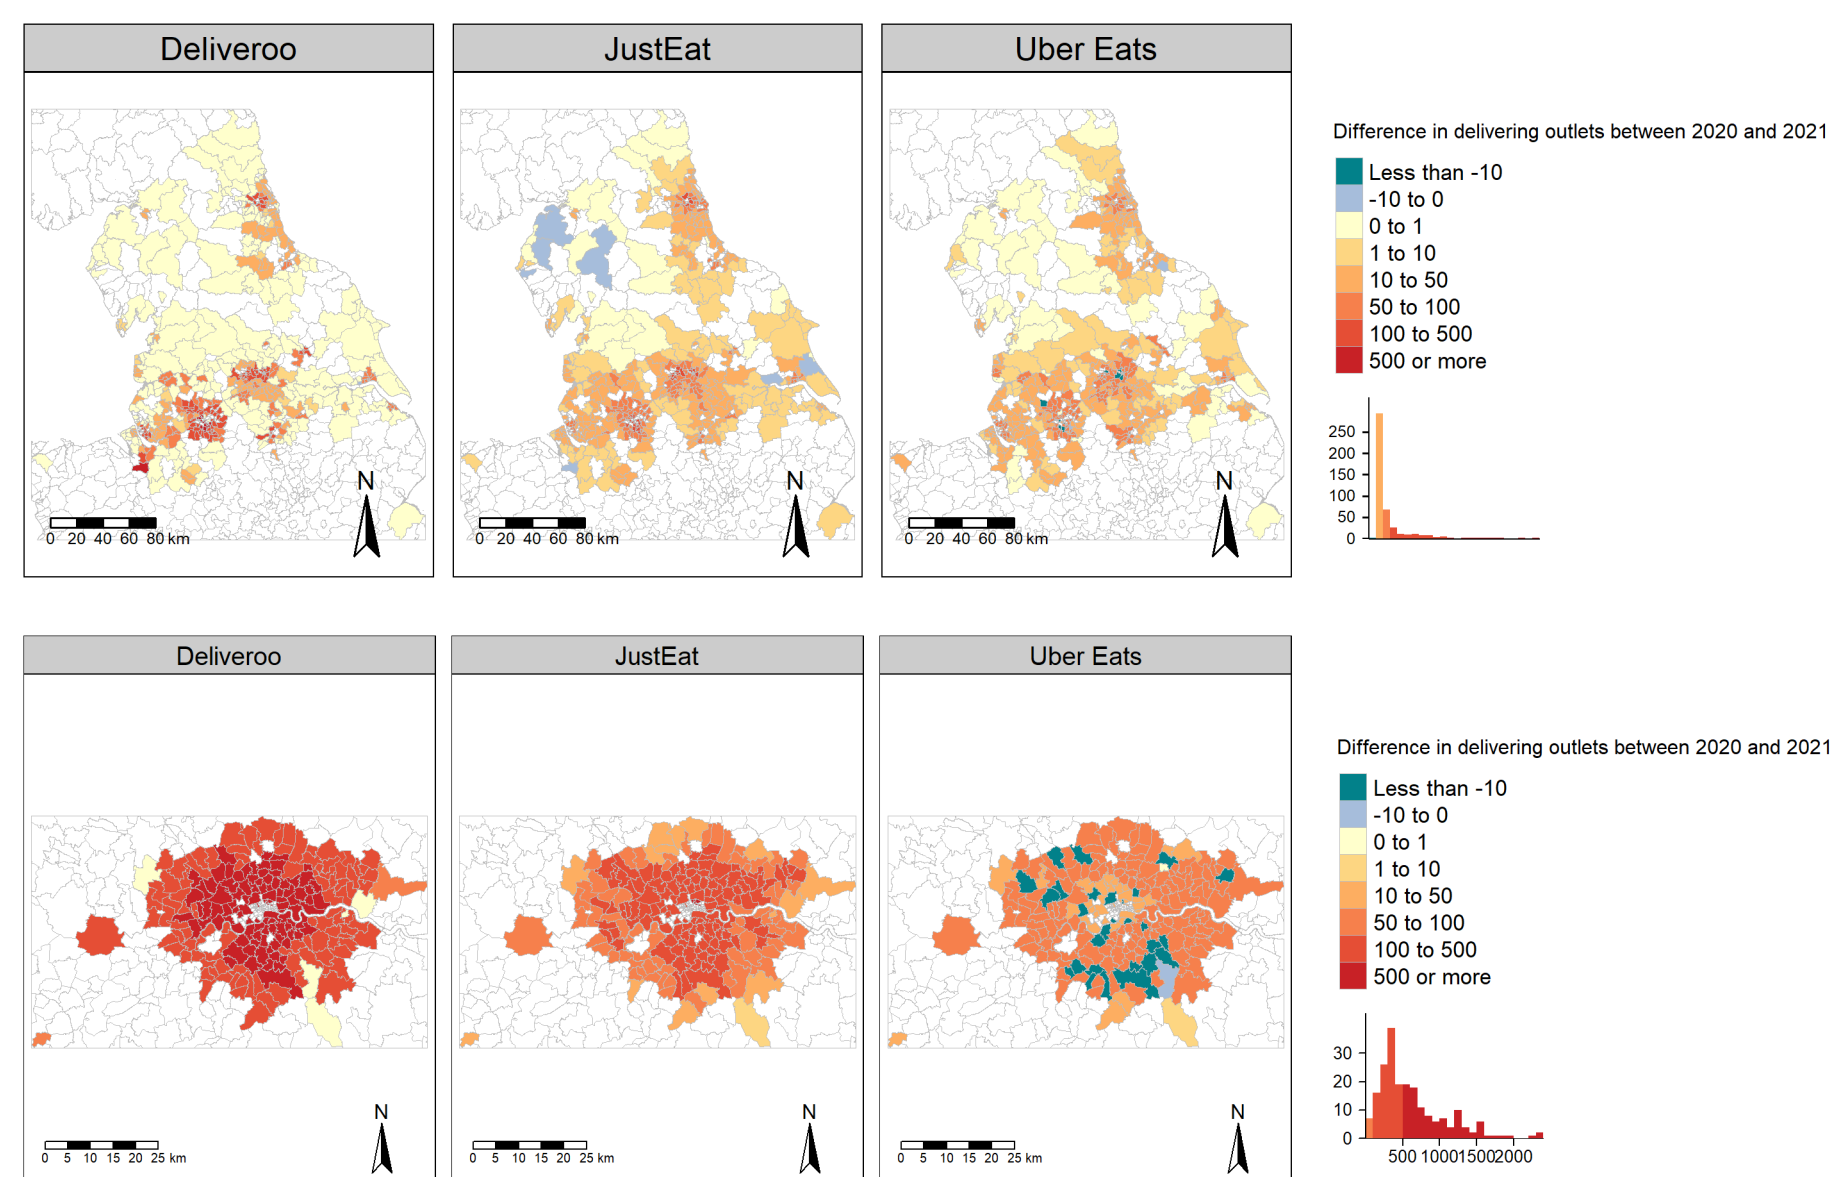 Deliveroo
JustEat
Uber Eats
Difference in delivering outlets between 2020 and 2021
Less than -10
-10 to 0
0 to 1
1 to 10
10 to 50
50 to 100
100 to 500
500 or more
250
200
150
100
50
0
N
0 20 40 60 80 km
N
0 20 40 60 80 km
N
0 20 40 60 80 km
Deliveroo
JustEat
Uber Eats
Difference in delivering outlets between 2020 and 2021
Less than -10
-10 to 0
0 to 1
1 to 10
10 to 50
50 to 100
100 to 500
500 or more
30
20
10
0
500 1000 1500 2000
N
0 5 10 15 20 25 km
N
0 5 10 15 20 25 km
N
0 5 10 15 20 25 km